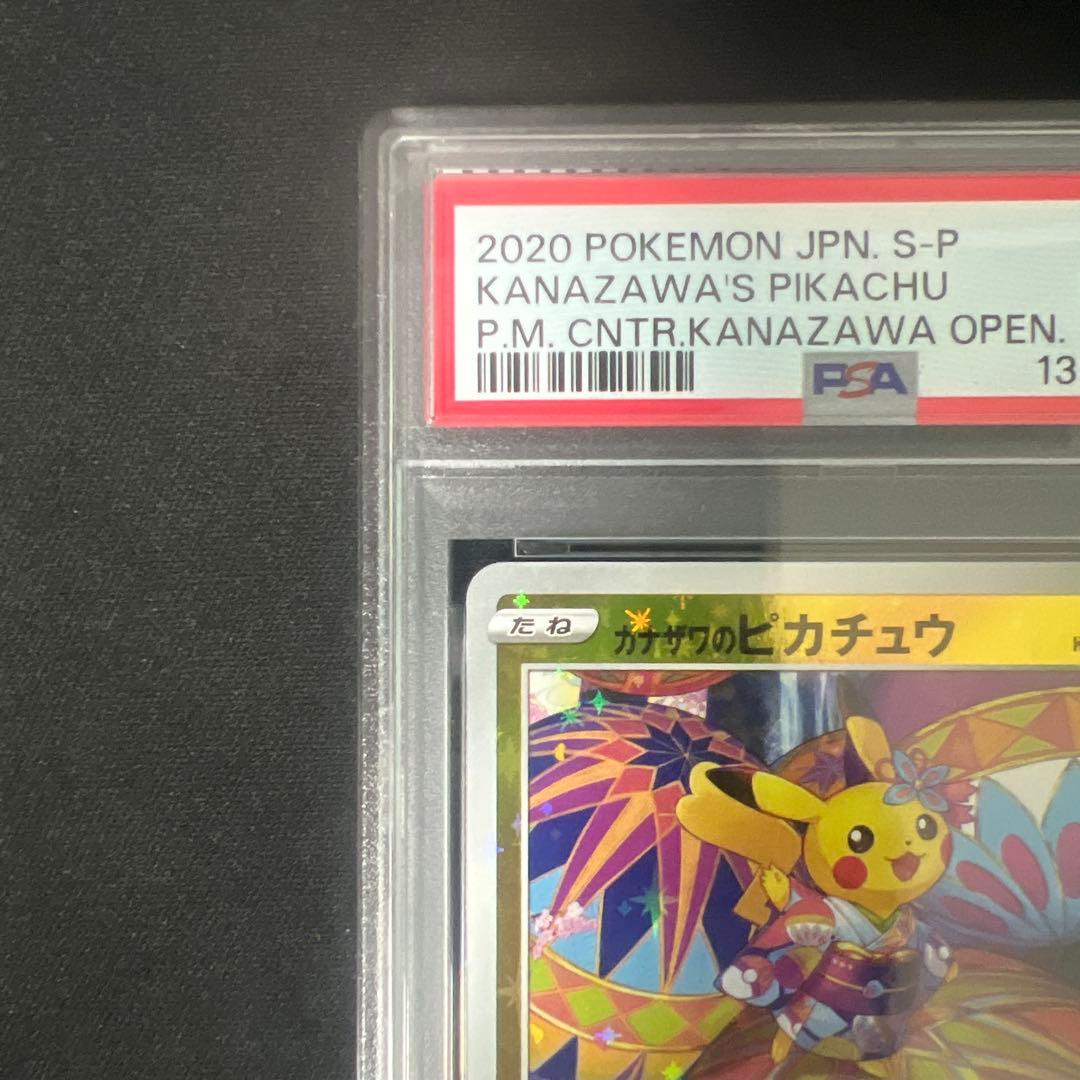 2020 POKEMON JPN. S-P
KANAZAWA'S PIKACHU
P.M. CNTR.KANAZAWA OPEN.
PSA
13
たね
カナザワのピカチュウ